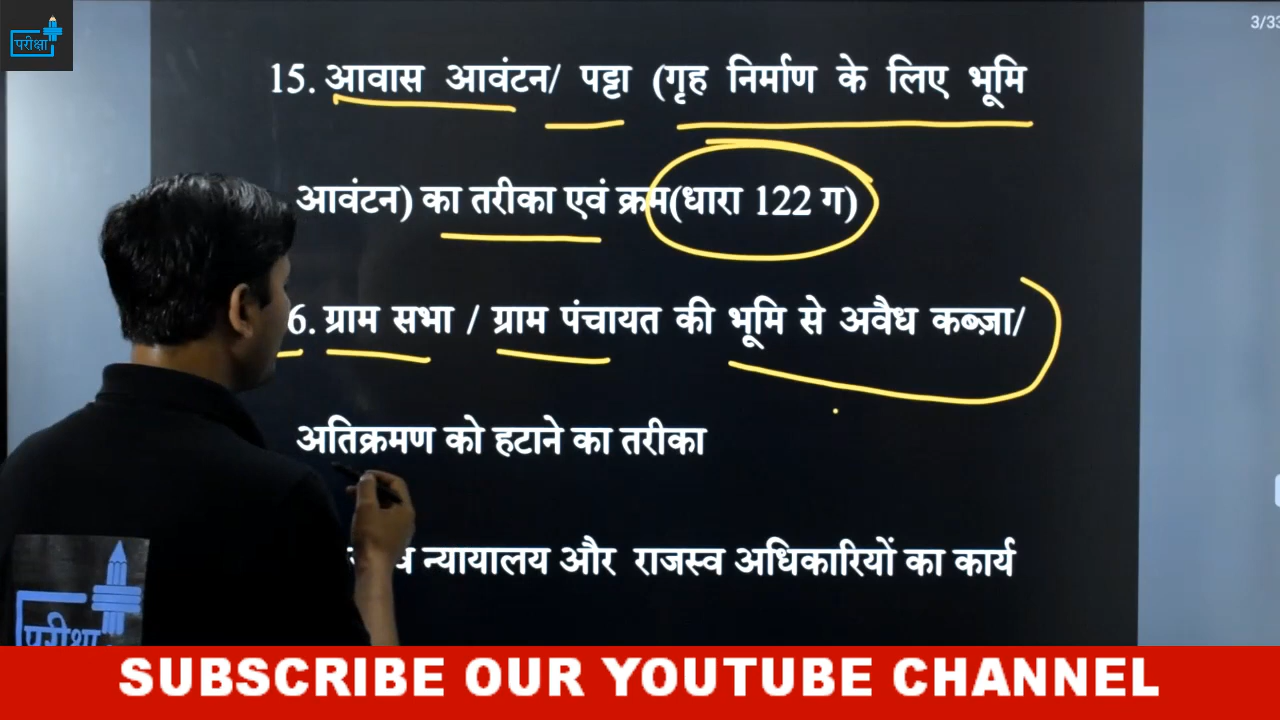 परीक्षा
3/33
15. आवास आवंटन/ पट्टा (गृह निर्माण के लिए भूमि
आवंटन) का तरीका एवं क्रम(धारा 122 ग)
6. ग्राम सभा / ग्राम पंचायत की भूमि से अवैध कब्ज़ा/
अतिक्रमण को हटाने का तरीका
न्यायालय और राजस्व अधिकारियों का कार्य
परीक्षा
SUBSCRIBE OUR YOUTUBE CHANNEL